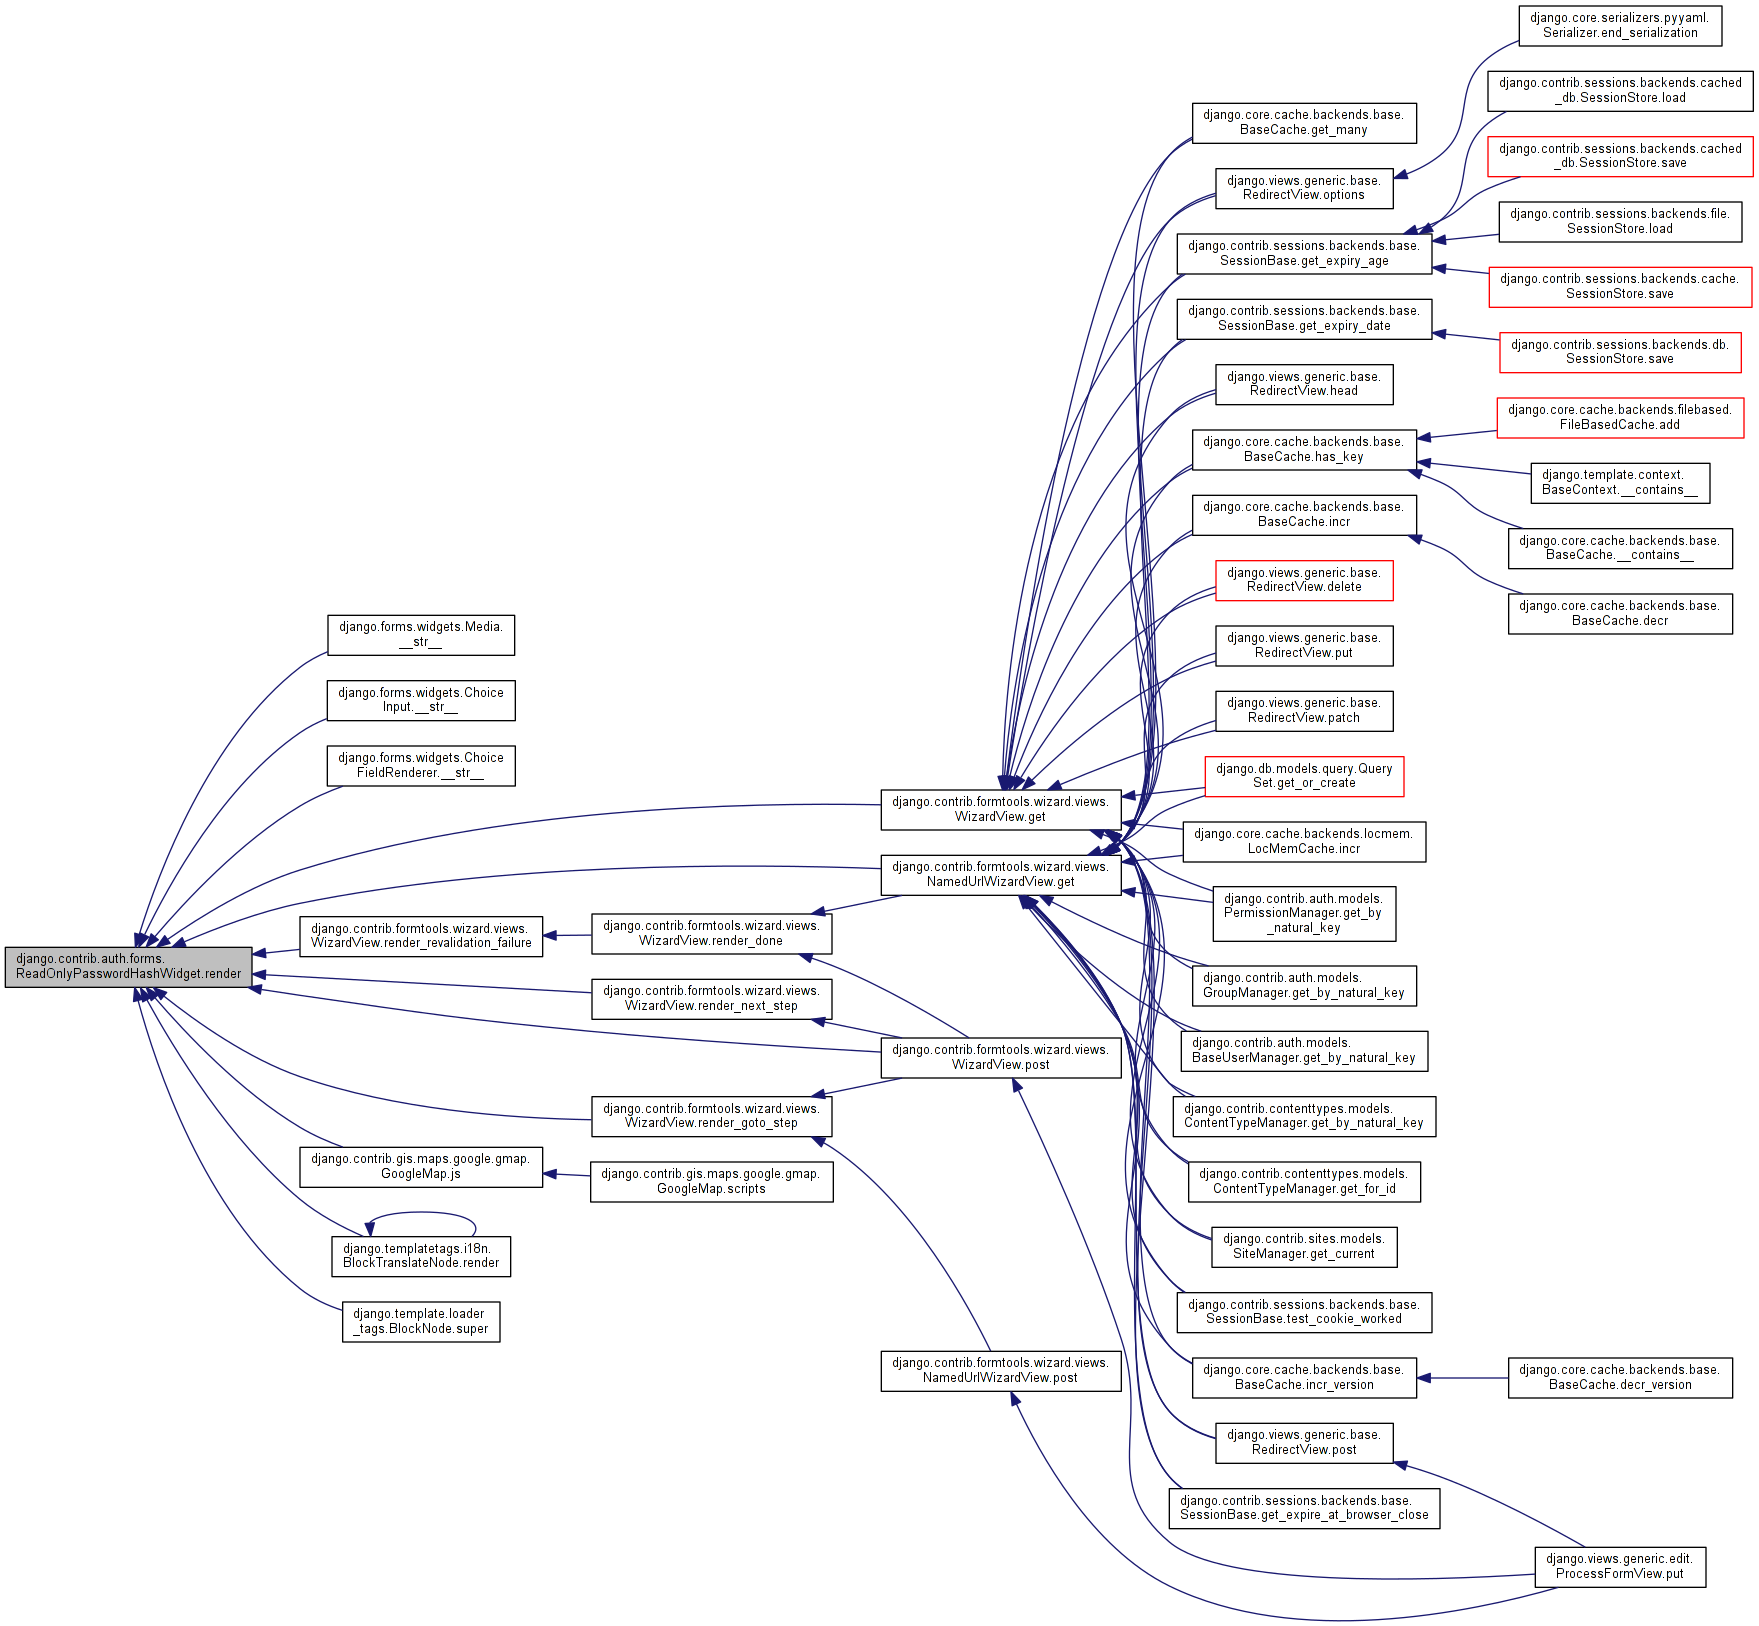 django.contrib.auth.forms.
ReadOnlyPasswordHashWidget.render
django.forms.widgets.Media.
__str__
django.forms.widgets.Choice
Input.__str__
django.forms.widgets.Choice
FieldRenderer.__str__
django.contrib.formtools.wizard.views.
WizardView.render_revalidation_failure
django.contrib.gis.maps.google.gmap.
GoogleMap.js
django.templatetags.i18n.
BlockTranslateNode.render
django.template.loader
_tags.BlockNode.super
django.contrib.formtools.wizard.views.
WizardView.render_done
django.contrib.formtools.wizard.views.
WizardView.render_next_step
django.contrib.formtools.wizard.views.
WizardView.render_goto_step
django.contrib.gis.maps.google.gmap.
GoogleMap.scripts
django.contrib.formtools.wizard.views.
WizardView.get
django.contrib.formtools.wizard.views.
NamedUrlWizardView.get
django.contrib.formtools.wizard.views.
WizardView.post
django.contrib.formtools.wizard.views.
NamedUrlWizardView.post
django.core.cache.backends.base.
BaseCache.get_many
django.views.generic.base.
RedirectView.options
django.contrib.sessions.backends.base.
SessionBase.get_expiry_age
django.contrib.sessions.backends.base.
SessionBase.get_expiry_date
django.views.generic.base.
RedirectView.head
django.core.cache.backends.base.
BaseCache.has_key
django.core.cache.backends.base.
BaseCache.incr
django.views.generic.base.
RedirectView.delete
django.views.generic.base.
RedirectView.put
django.views.generic.base.
RedirectView.patch
django.db.models.query.Query
Set.get_or_create
django.core.cache.backends.locmem.
LocMemCache.incr
django.contrib.auth.models.
PermissionManager.get_by
_natural_key
django.contrib.auth.models.
GroupManager.get_by_natural_key
django.contrib.auth.models.
BaseUserManager.get_by_natural_key
django.contrib.contenttypes.models.
ContentTypeManager.get_by_natural_key
django.contrib.contenttypes.models.
ContentTypeManager.get_for_id
django.contrib.sites.models.
SiteManager.get_current
django.contrib.sessions.backends.base.
SessionBase.test_cookie_worked
django.core.cache.backends.base.
BaseCache.incr_version
django.views.generic.base.
RedirectView.post
django.contrib.sessions.backends.base.
SessionBase.get_expire_at_browser_close
django.core.serializers.pyyaml.
Serializer.end_serialization
django.contrib.sessions.backends.cached
_db.SessionStore.load
django.contrib.sessions.backends.cached
_db.SessionStore.save
django.contrib.sessions.backends.file.
SessionStore.load
django.contrib.sessions.backends.cache.
SessionStore.save
django.contrib.sessions.backends.db.
SessionStore.save
django.core.cache.backends.filebased.
FileBasedCache.add
django.template.context.
BaseContext.__contains__
django.core.cache.backends.base.
BaseCache.__contains__
django.core.cache.backends.base.
BaseCache.decr
django.core.cache.backends.base.
BaseCache.decr_version
django.views.generic.edit.
ProcessFormView.put